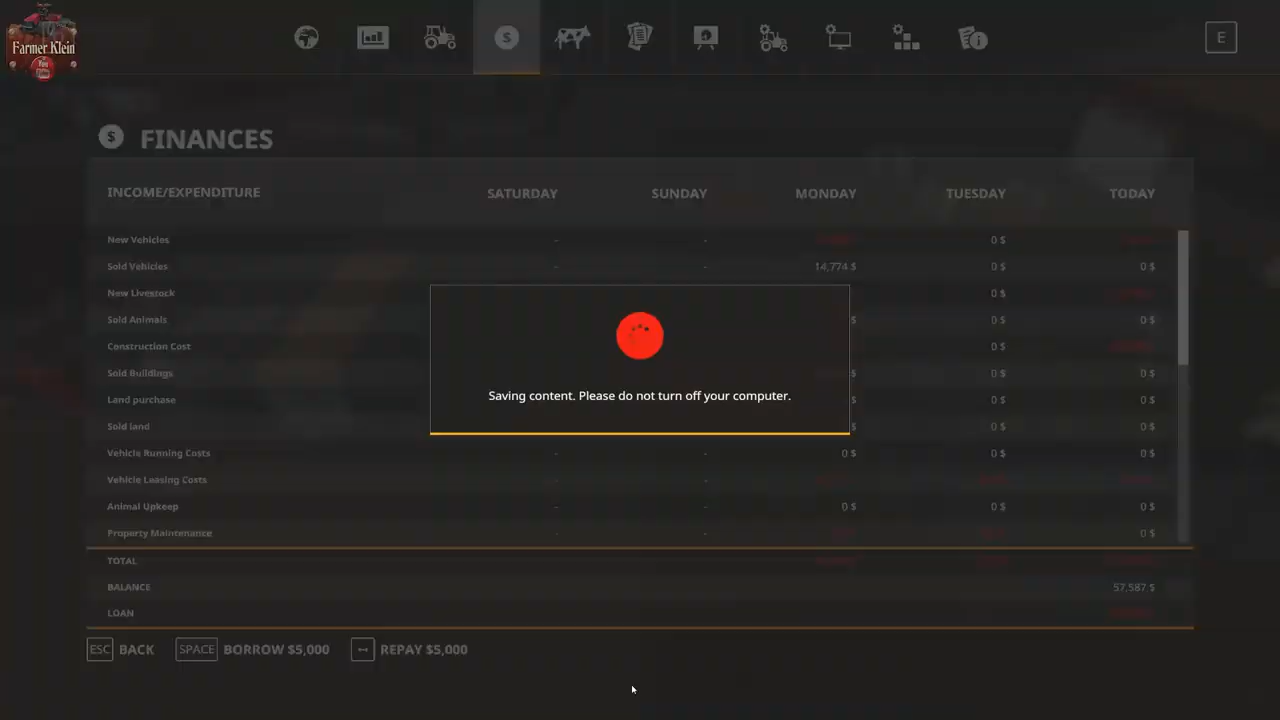 Farmer Klein
You
Tube
$
E
$ FINANCES
INCOME/EXPENDITURE SATURDAY SUNDAY MONDAY TUESDAY TODAY
New Vehicles - - 0 $
Sold Vehicles - - 14,774 $ 0 $ 0 $
New Livestock 0 $
Sold Animals $ 0 $ 0 $
Construction Cost 0 $
Sold Buildings $ 0 $ 0 $
Land purchase $ 0 $ 0 $
Sold land $ 0 $ 0 $
Vehicle Running Costs - - 0 $ 0 $ 0 $
Vehicle Leasing Costs - -
Animal Upkeep - - 0 $ 0 $ 0 $
Property Maintenance - - 0 $
Saving content. Please do not turn off your computer.
TOTAL
BALANCE 57,587 $
LOAN
ESC BACK SPACE BORROW $5,000 REPAY $5,000